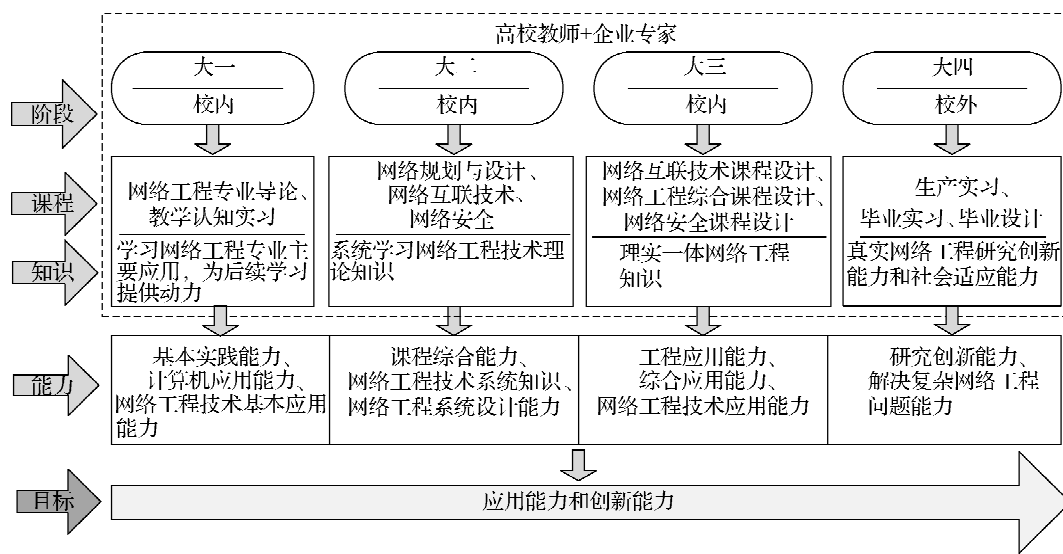 高校教师+企业专家
阶段
大一
校内
大二
校内
大三
校内
大四
校外
课程
网络工程专业导论、
教学认知实习
网络规划与设计、
网络互联技术、
网络安全
网络互联技术课程设计、
网络工程综合课程设计、
网络安全课程设计
生产实习、
毕业实习、毕业设计
知识
学习网络工程专业主
要应用，为后续学习
提供动力
系统学习网络工程技术理
论知识
理实一体网络工程
知识
真实网络工程研究创新
能力和社会适应能力
能力
基本实践能力、
计算机应用能力、
网络工程技术基本应用
能力
课程综合能力、
网络工程技术系统知识、
网络工程系统设计能力
工程应用能力、
综合应用能力、
网络工程技术应用能力
研究创新能力、
解决复杂网络工程
问题能力
目标
应用能力和创新能力